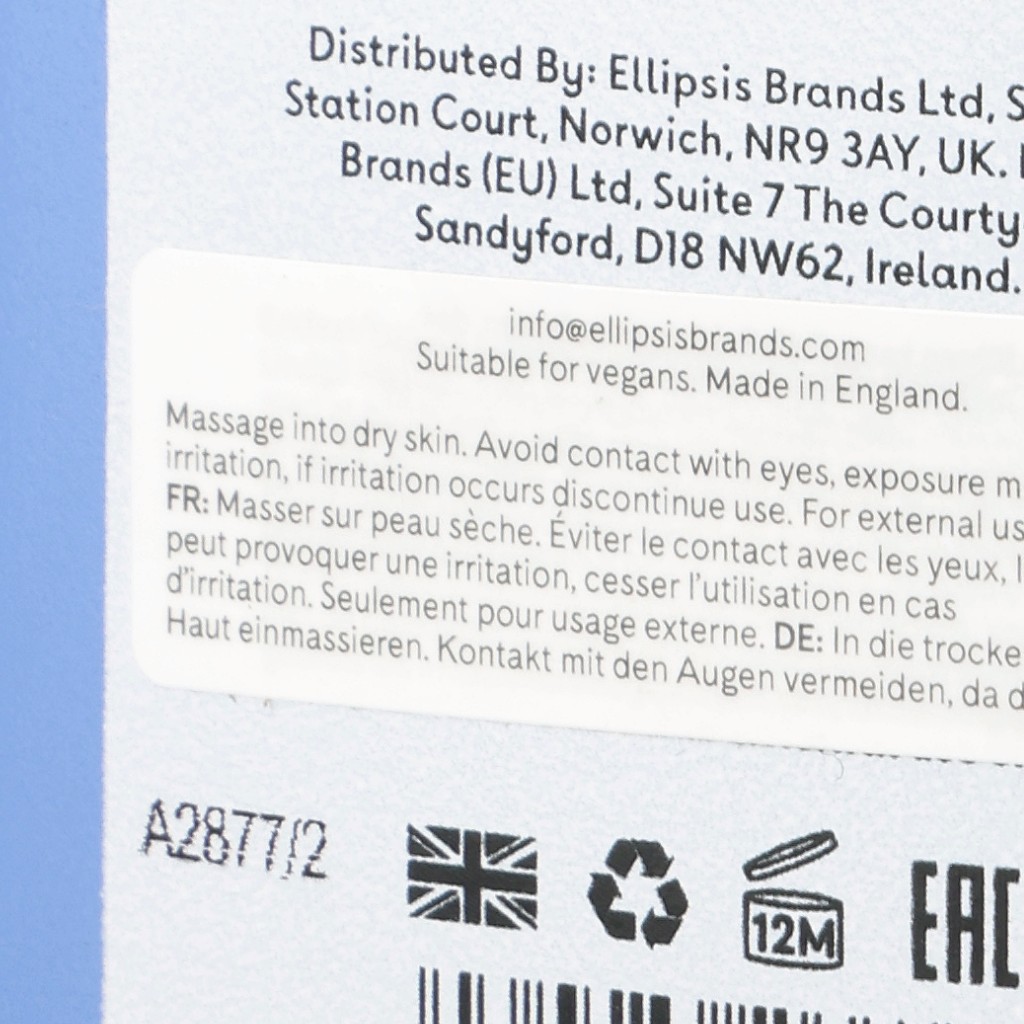 Distributed By: Ellipsis Brands Ltd, S
Station Court, Norwich, NR9 3AY, UK.
Brands (EU) Ltd, Suite 7 The Courty
Sandyford, D18 NW62, Ireland.
info@ellipsisbrands.com
Suitable for vegans. Made in England.
Massage into dry skin. Avoid contact with eyes, exposure m
irritation, if irritation occurs discontinue use. For external us
FR: Masser sur peau sèche. Éviter le contact avec les yeux, l
peut provoquer une irritation, cesser l'utilisation en cas
d'irritation. Seulement pour usage externe. DE: In die trocke
Haut einmassieren. Kontakt mit den Augen vermeiden, da d
A2877/2
12M
EAC